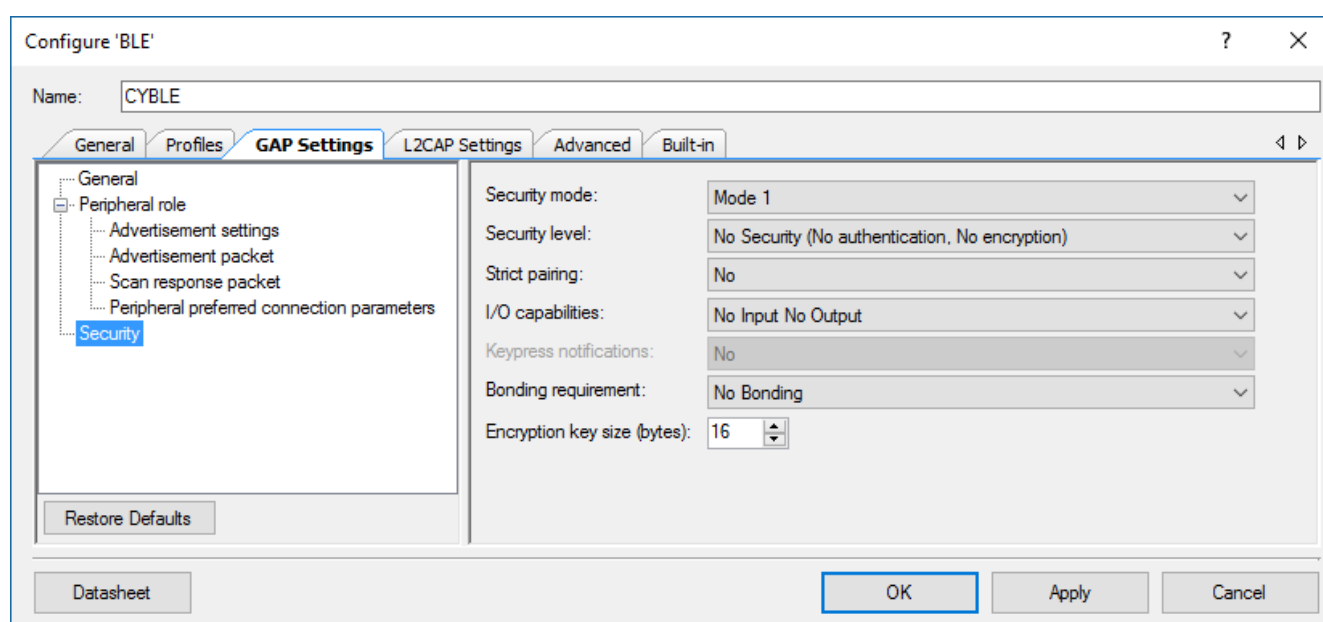 Configure 'BLE'
?
Name: CYBLE
General Profiles GAP Settings L2CAP Settings Advanced Built-in
General
Peripheral role
Advertisement settings
Advertisement packet
Scan response packet
Peripheral preferred connection parameters
Security
Restore Defaults
Security mode: Mode 1
Security level: No Security (No authentication, No encryption)
Strict pairing: No
I/O capabilities: No Input No Output
Keypress notifications: No
Bonding requirement: No Bonding
Encryption key size (bytes): 16
Datasheet OK Apply Cancel